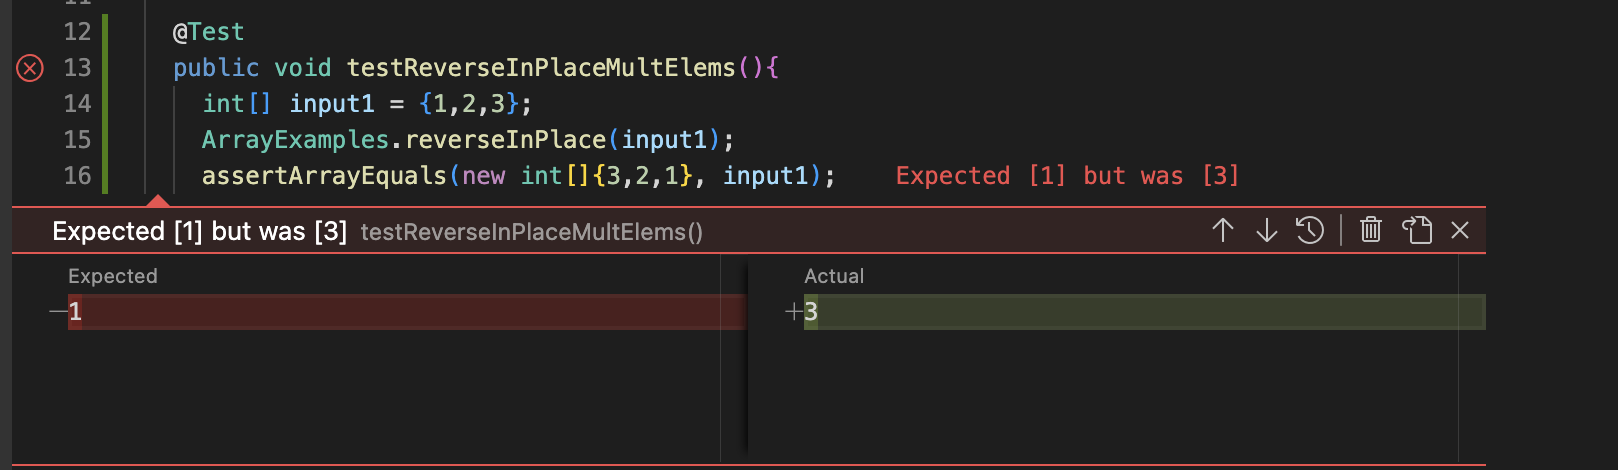 11
12 @Test
13 public void testReverseInPlaceMultElems(){
14 int[] input1 = {1,2,3};
15 ArrayExamples.reverseInPlace(input1);
16 assertArrayEquals(new int[]{3,2,1}, input1); Expected [1] but was [3]
Expected [1] but was [3] testReverseInPlaceMultElems()
Expected Actual
—1 +3